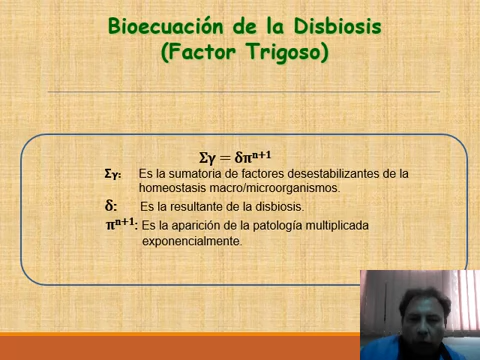 Bioecuación de la Disbiosis
(Factor Trigoso)
Σγ = δπⁿ⁺¹
Σγ: Es la sumatoria de factores desestabilizantes de la
homeostasis macro/microorganismos.
δ: Es la resultante de la disbiosis.
πⁿ⁺¹: Es la aparición de la patología multiplicada
exponencialmente.